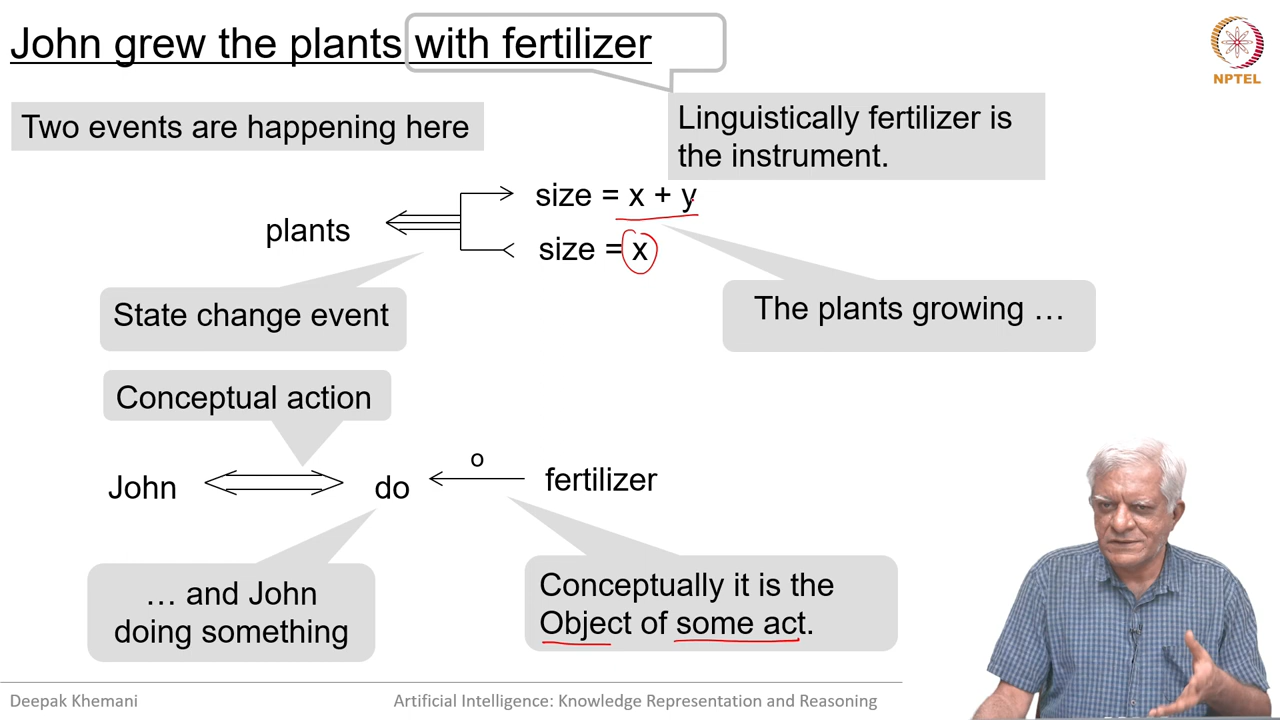 John grew the plants with fertilizer
NPTEL
Two events are happening here
Linguistically fertilizer is
the instrument.
size = x + y
plants
size = x
State change event
The plants growing …
Conceptual action
o
John
do
fertilizer
… and John
doing something
Conceptually it is the
Object of some act.
Deepak Khemani
Artificial Intelligence: Knowledge Representation and Reasoning